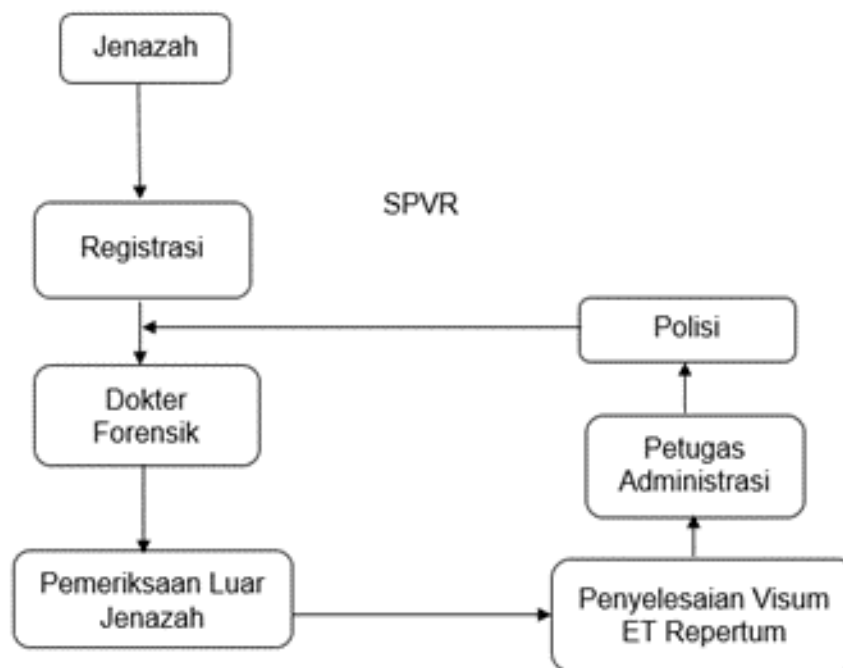 Jenazah
SPVR
Registrasi
Polisi
Dokter
Forensik
Petugas
Administrasi
Pemeriksaan Luar
Jenazah
Penyelesaian Visum
ET Repertum